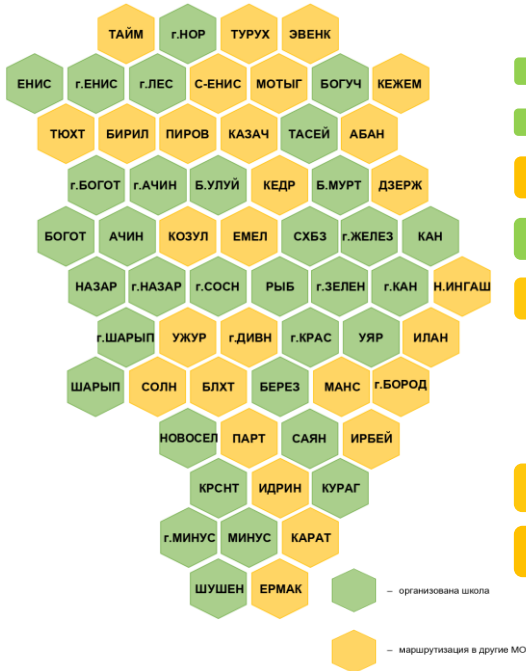 ТАЙМ г.НОР ТУРУХ ЭВЕНК
ЕНИС г.ЕНИС г.ЛЕС С-ЕНИС МОТЫГ БОГУЧ КЕЖЕМ
ТЮХТ БИРИЛ ПИРОВ КАЗАЧ ТАСЕЙ АБАН
г.БОГОТ г.АЧИН Б.УЛУЙ КЕДР Б.МУРТ ДЗЕРЖ
БОГОТ АЧИН КОЗУЛ ЕМЕЛ СХБЗ г.ЖЕЛЕЗ КАН
НАЗАР г.НАЗАР г.СОСН РЫБ г.ЗЕЛЕН г.КАН Н.ИНГАШ
г.ШАРЫП УЖУР г.ДИВН г.КРАС УЯР ИЛАН
ШАРЫП СОЛН БЛХТ БЕРЕЗ МАНС г.БОРОД
НОВОСЕЛ ПАРТ САЯН ИРБЕЙ
КРСНТ ИДРИН КУРАГ
г.МИНУС МИНУС КАРАТ
ШУШЕН ЕРМАК
– организована школа
– маршрутизация в другие МО